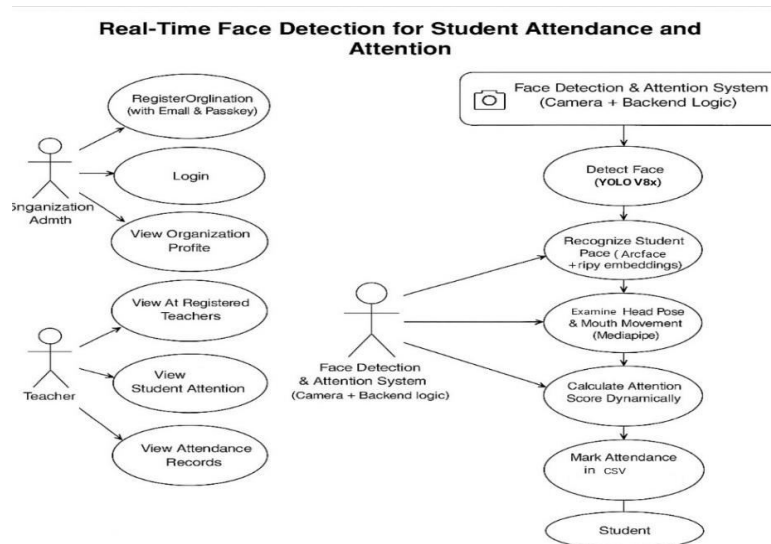 Real-Time Face Detection for Student Attendance and
Attention
RegisterOrglination
(with Emall & Passkey)
Login
View Organization
Profite
5nganization
Admth
View At Registered
Teachers
View
Student Attention
View Attendance
Records
Teacher
Face Detection
& Attention System
(Camera + Backend logic)
Face Detection & Attention System
(Camera + Backend Logic)
Detect Face
(YOLO V8x)
Recognize Student
Pace (Arcface
+ripy embeddings)
Examine Head Pose
& Mouth Movement
(Mediapipe)
Calculate Attention
Score Dynamically
Mark Attendance
in CSV
Student